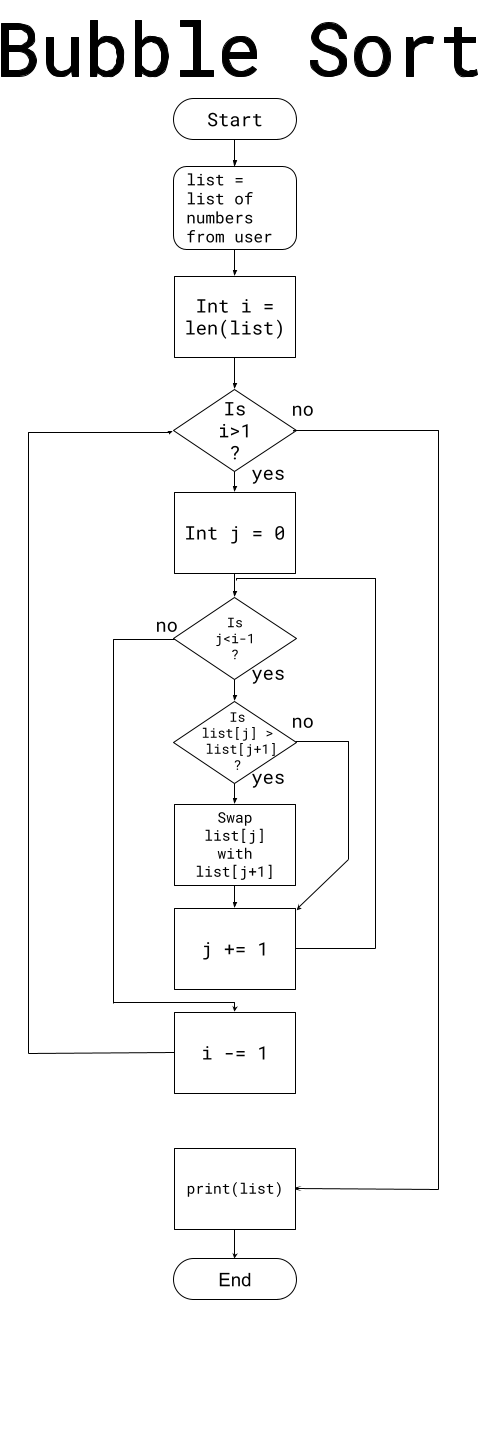 Bubble Sort
Start
list =
list of
numbers
from user
Int i =
len(list)
Is
i>1
?
no
yes
Int j = 0
Is
j<i-1
?
no
yes
Is
list[j] >
list[j+1]
?
no
yes
Swap
list[j]
with
list[j+1]
j += 1
i -= 1
print(list)
End